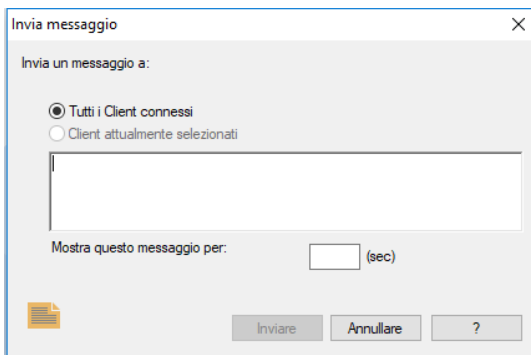 Invia messaggio
Invia un messaggio a:
Tutti i Client connessi
Client attualmente selezionati
Mostra questo messaggio per: (sec)
Inviare Annullare ?